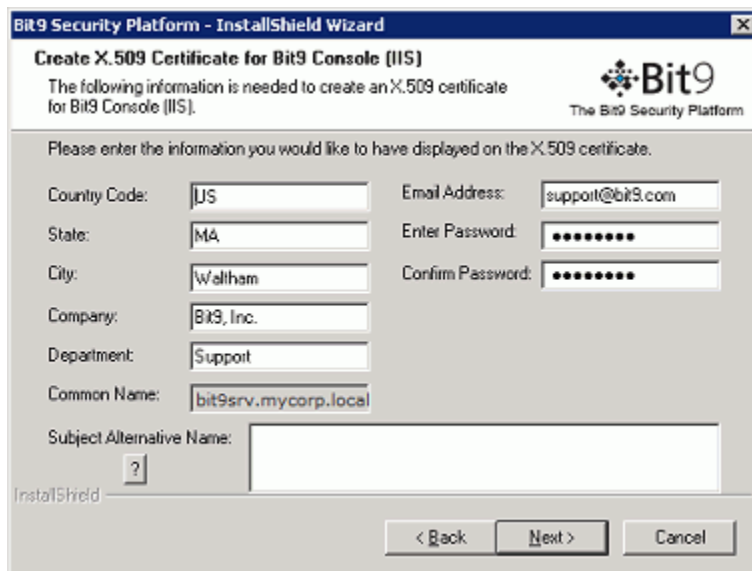 Bit9 Security Platform - InstallShield Wizard
Create X.509 Certificate for Bit9 Console (IIS)
The following information is needed to create an X.509 certificate
for Bit9 Console (IIS).
Bit9
The Bit9 Security Platform
Please enter the information you would like to have displayed on the X.509 certificate.
Country Code: US
Email Address: support@bit9.com
State: MA
Enter Password: ●●●●●●●●
City: Waltham
Confirm Password: ●●●●●●●●
Company: Bit9, Inc.
Department: Support
Common Name: bit9srv.mycorp.local
Subject Alternative Name:
?
InstallShield
< Back
Next >
Cancel